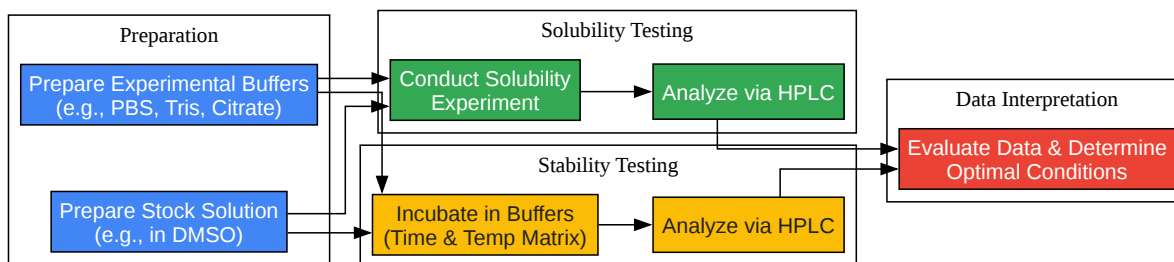 Preparation
Prepare Experimental Buffers
(e.g., PBS, Tris, Citrate)
Prepare Stock Solution
(e.g., in DMSO)
Solubility Testing
Conduct Solubility
Experiment
Analyze via HPLC
Stability Testing
Incubate in Buffers
(Time & Temp Matrix)
Analyze via HPLC
Data Interpretation
Evaluate Data & Determine
Optimal Conditions